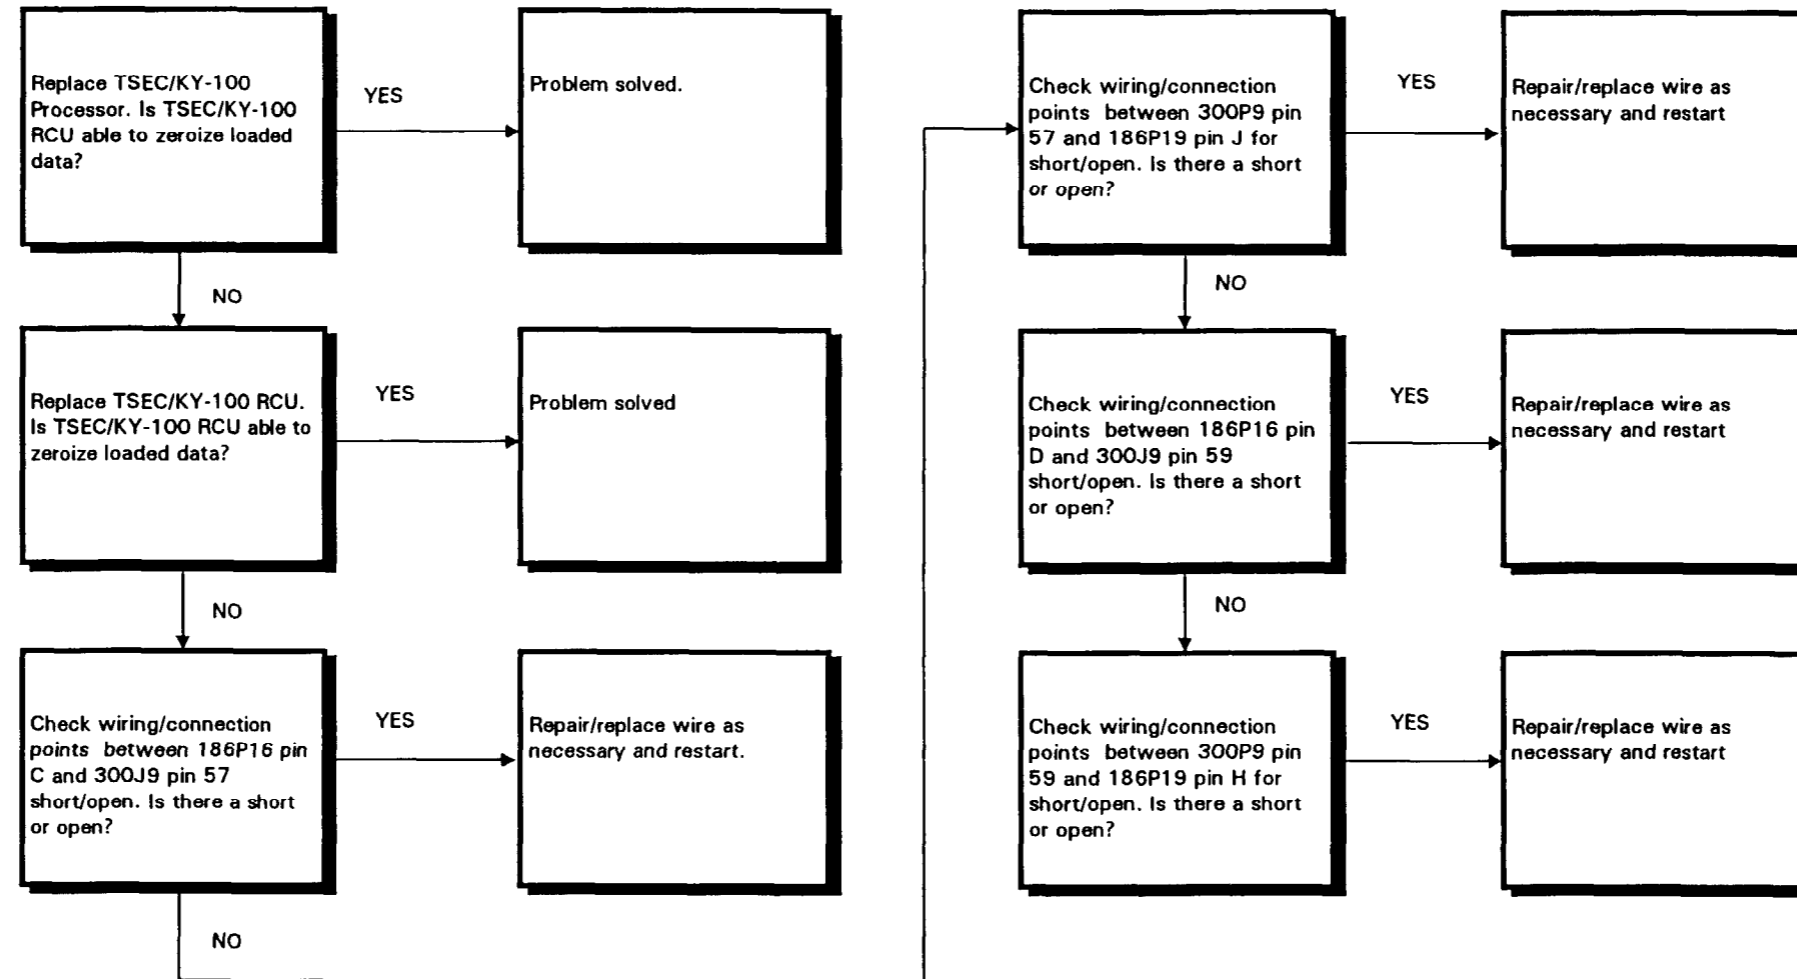 Replace TSEC/KY-100
Processor. Is TSEC/KY-100
RCU able to zeroize loaded
data?
YES
Problem solved.
NO
Replace TSEC/KY-100 RCU.
Is TSEC/KY-100 RCU able to
zeroize loaded data?
YES
Problem solved
NO
Check wiring/connection
points between 186P16 pin
C and 300J9 pin 57
short/open. Is there a short
or open?
YES
Repair/replace wire as
necessary and restart.
NO
Check wiring/connection
points between 300P9 pin
57 and 186P19 pin J for
short/open. Is there a short
or open?
YES
Repair/replace wire as
necessary and restart
NO
Check wiring/connection
points between 186P16 pin
D and 300J9 pin 59
short/open. Is there a short
or open?
YES
Repair/replace wire as
necessary and restart
NO
Check wiring/connection
points between 300P9 pin
59 and 186P19 pin H for
short/open. Is there a short
or open?
YES
Repair/replace wire as
necessary and restart